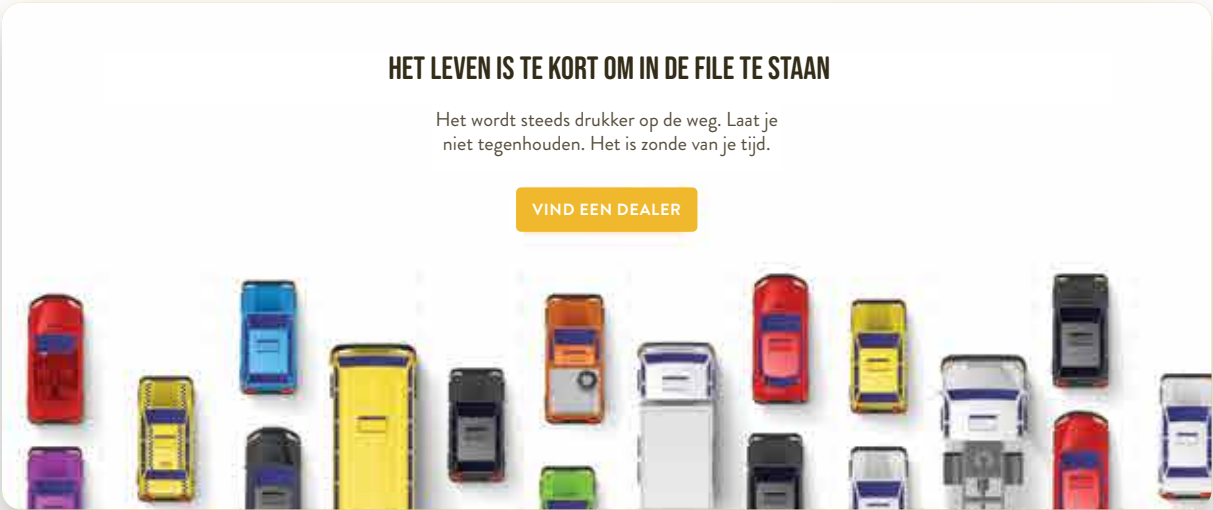 HET LEVEN IS TE KORT OM IN DE FILE TE STAAN
Het wordt steeds drukker op de weg. Laat je
niet tegenhouden. Het is zonde van je tijd.
VIND EEN DEALER